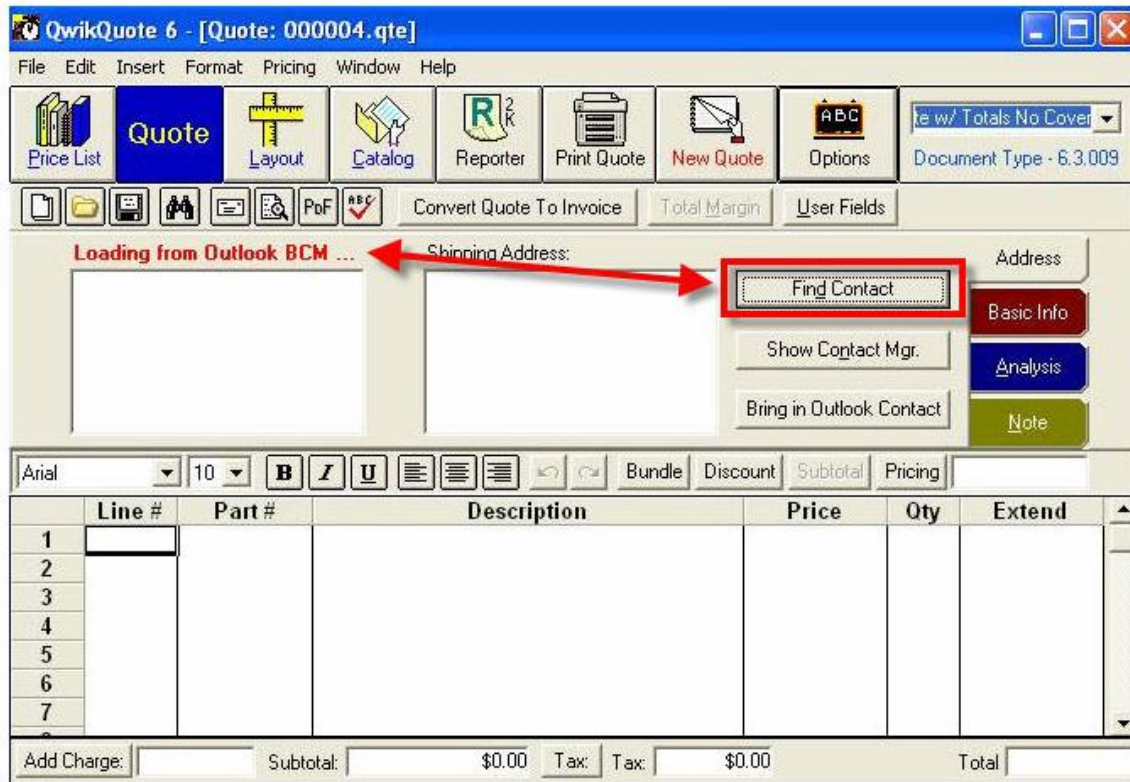 QwikQuote 6 - [Quote: 000004.qte]
File Edit Insert Format Pricing Window Help
Price List
Quote
Layout
Catalog
R 2 R
Reporter
Print Quote
New Quote
ABC
Options
te w/ Totals No Cover
Document Type - 6.3.009
PDF
ABC
Convert Quote To Invoice
Total Margin
User Fields
Loading from Outlook BCM ...
Shipping Address:
Find Contact
Show Contact Mgr.
Bring in Outlook Contact
Address
Basic Info
Analysis
Note
Arial 10 B I U Bundle Discount Subtotal Pricing
Line # Part # Description Price Qty Extend
1
2
3
4
5
6
7
Add Charge: Subtotal: $0.00 Tax: Tax: $0.00 Total